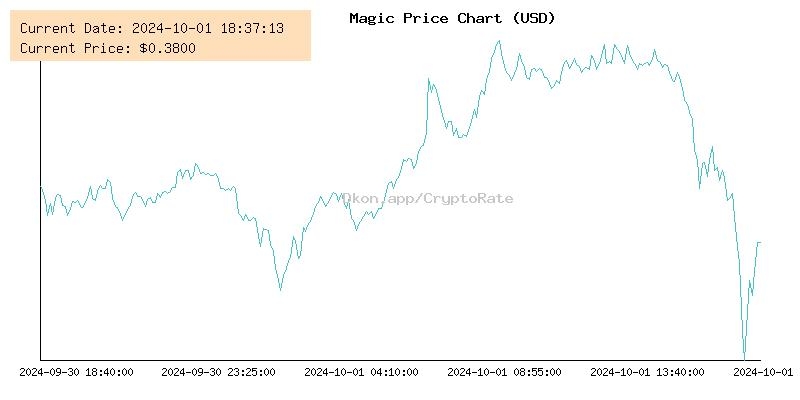 Magic Price Chart (USD)
Current Date: 2024-10-01 18:37:13
Current Price: $0.3800
Dkon.app/CryptoRate
2024-09-30 18:40:00 2024-09-30 23:25:00 2024-10-01 04:10:00 2024-10-01 08:55:00 2024-10-01 13:40:00 2024-10-01